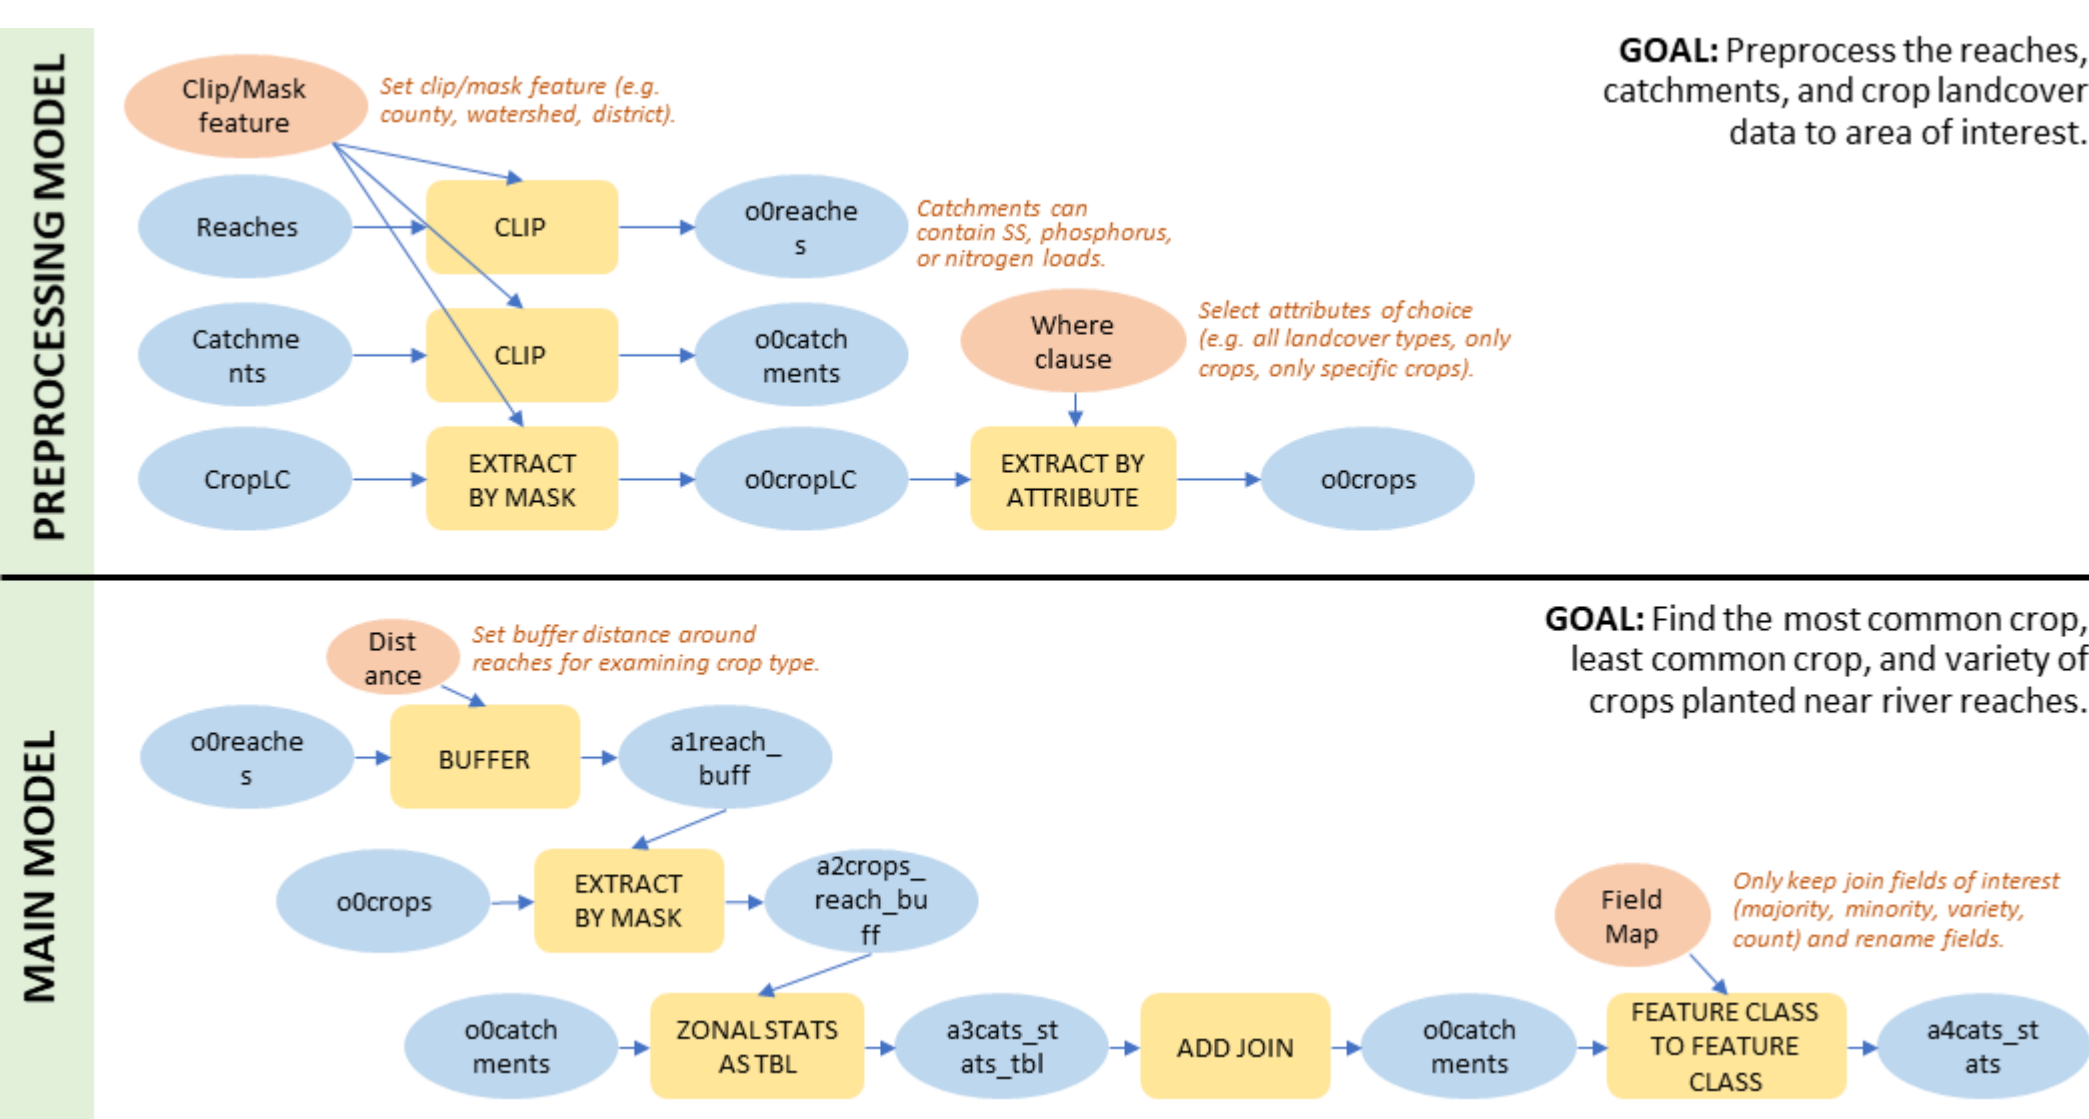 PREPROCESSING MODEL
GOAL: Preprocess the reaches,
catchments, and crop landcover
data to area of interest.
Clip/Mask
feature
Set clip/mask feature (e.g.
county, watershed, district).
Reaches
CLIP
o0reache
s
Catchments can
contain SS, phosphorus,
or nitrogen loads.
Catchme
nts
CLIP
o0catch
ments
Where
clause
Select attributes of choice
(e.g. all landcover types, only
crops, only specific crops).
CropLC
EXTRACT
BY MASK
o0cropLC
EXTRACT BY
ATTRIBUTE
o0crops
MAIN MODEL
GOAL: Find the most common crop,
least common crop, and variety of
crops planted near river reaches.
Dist
ance
Set buffer distance around
reaches for examining crop type.
o0reache
s
BUFFER
a1reach_
buff
o0crops
EXTRACT
BY MASK
a2crops_
reach_bu
ff
Field
Map
Only keep join fields of interest
(majority, minority, variety,
count) and rename fields.
o0catch
ments
ZONAL STATS
AS TBL
a3cats_st
ats_tbl
ADD JOIN
o0catch
ments
FEATURE CLASS
TO FEATURE
CLASS
a4cats_st
ats